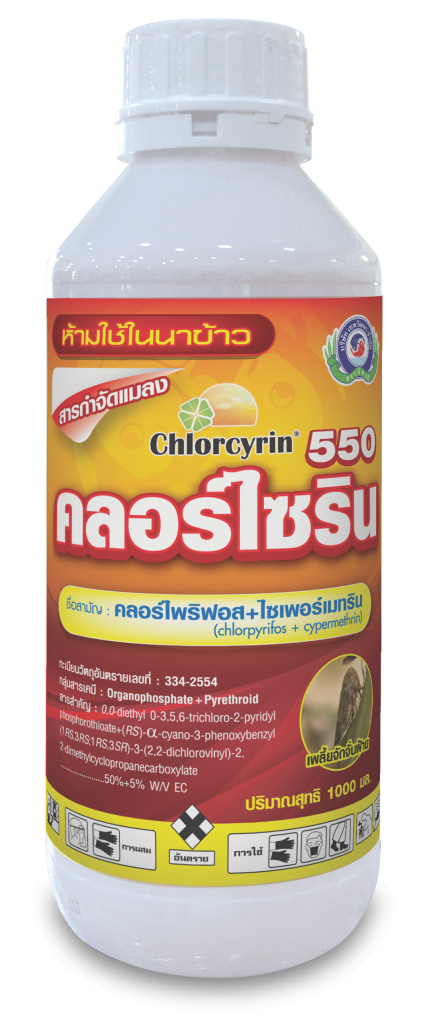 ห้ามใช้ในนาข้าว
สารกำจัดแมลง
Chlorcyrin® 550
คลอร์ไซริน
ชื่อสามัญ : คลอร์ไพริฟอส+ไซเพอร์เมทริน
(chlorpyrifos + cypermethrin)
ทะเบียนวัตถุอันตรายเลขที่ : 334-2554
กลุ่มสารเคมี : Organophosphate + Pyrethroid
สารสำคัญ : 0,0-diethyl 0-3,5,6-trichloro-2-pyridyl
phosphorothioate+(RS)-α-cyano-3-phenoxybenzyl
(1RS,3RS;1RS,3SR)-3-(2,2-dichlorovinyl)-2,
2-dimethylcyclopropanecarboxylate
..................50%+5% W/V EC
เพลี้ยจักจั่นฝ้าย
ปริมาณสุทธิ 1000 มล.
การผสม
อันตราย
การใช้